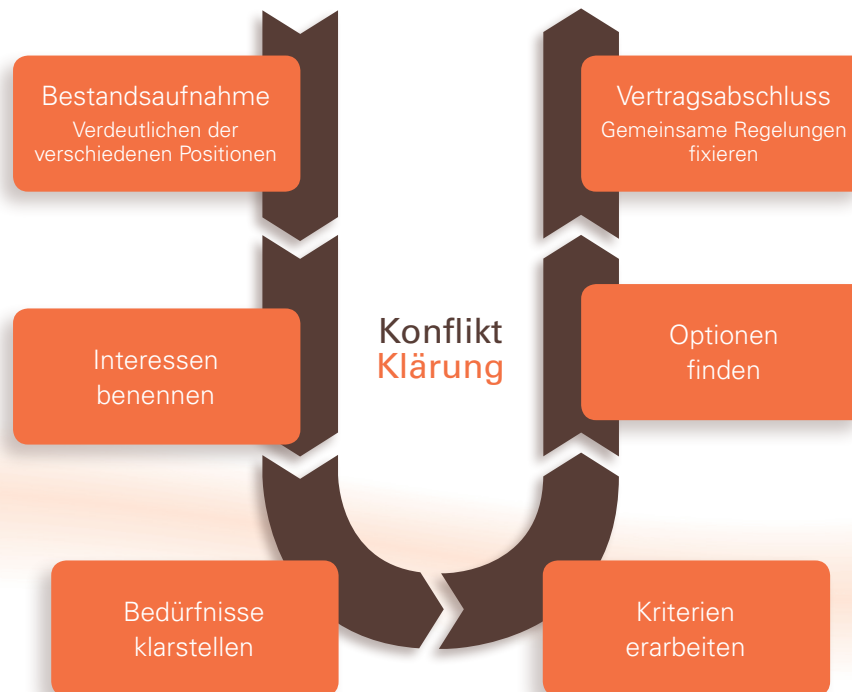 Bestandsaufnahme
Verdeutlichen der
verschiedenen Positionen
Interessen
benennen
Bedürfnisse
klarstellen
Konflikt
Klärung
Kriterien
erarbeiten
Optionen
finden
Vertragsabschluss
Gemeinsame Regelungen
fixieren